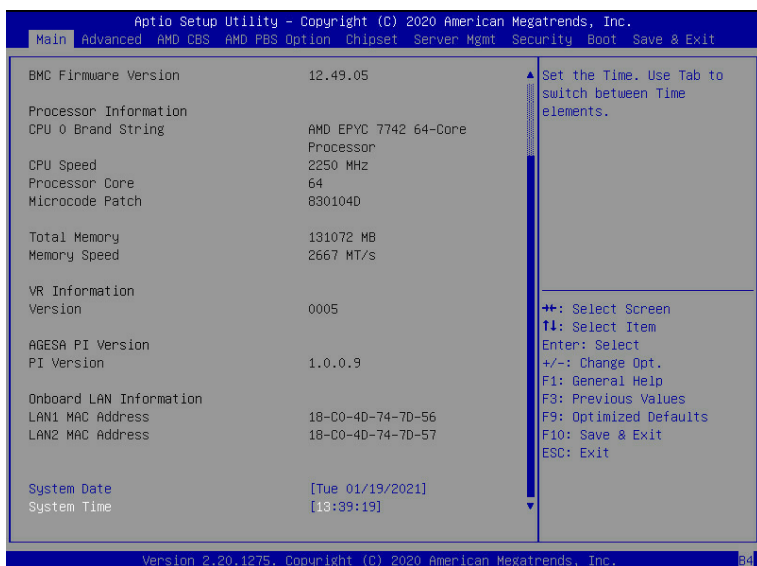 Aptio Setup Utility – Copyright (C) 2020 American Megatrends, Inc.
Main Advanced AMD CBS AMD PBS Option Chipset Server Mgmt Security Boot Save & Exit
BMC Firmware Version 12.49.05
Processor Information
CPU 0 Brand String AMD EPYC 7742 64-Core
Processor
CPU Speed 2250 MHz
Processor Core 64
Microcode Patch 830104D
Total Memory 131072 MB
Memory Speed 2667 MT/s
VR Information
Version 0005
AGESA PI Version
PI Version 1.0.0.9
Onboard LAN Information
LAN1 MAC Address 18-C0-4D-74-7D-56
LAN2 MAC Address 18-C0-4D-74-7D-57
System Date [Tue 01/19/2021]
System Time [13:39:19]
Set the Time. Use Tab to
switch between Time
elements.
→←: Select Screen
↑↓: Select Item
Enter: Select
+/-: Change Opt.
F1: General Help
F3: Previous Values
F9: Optimized Defaults
F10: Save & Exit
ESC: Exit
Version 2.20.1275. Copyright (C) 2020 American Megatrends, Inc.
B4